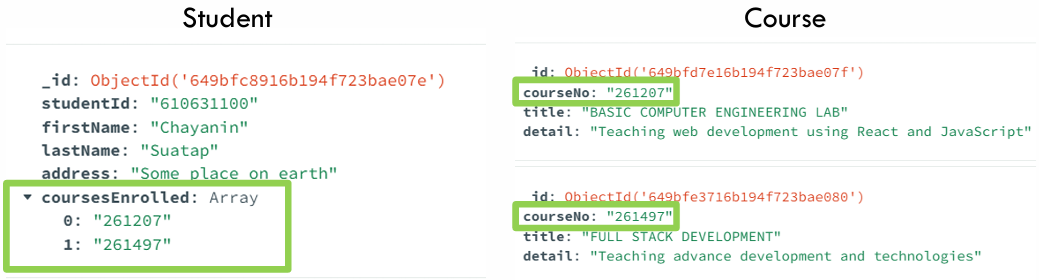 Student
_id: ObjectId('649bfc8916b194f723bae07e')
studentId: "610631100"
firstName: "Chayanin"
lastName: "Suatap"
address: "Some place on earth"
coursesEnrolled: Array
0: "261207"
1: "261497"
Course
_id: ObjectId('649bfd7e16b194f723bae07f')
courseNo: "261207"
title: "BASIC COMPUTER ENGINEERING LAB"
detail: "Teaching web development using React and JavaScript"
_id: ObjectId('649bfe3716b194f723bae080')
courseNo: "261497"
title: "FULL STACK DEVELOPMENT"
detail: "Teaching advance development and technologies"